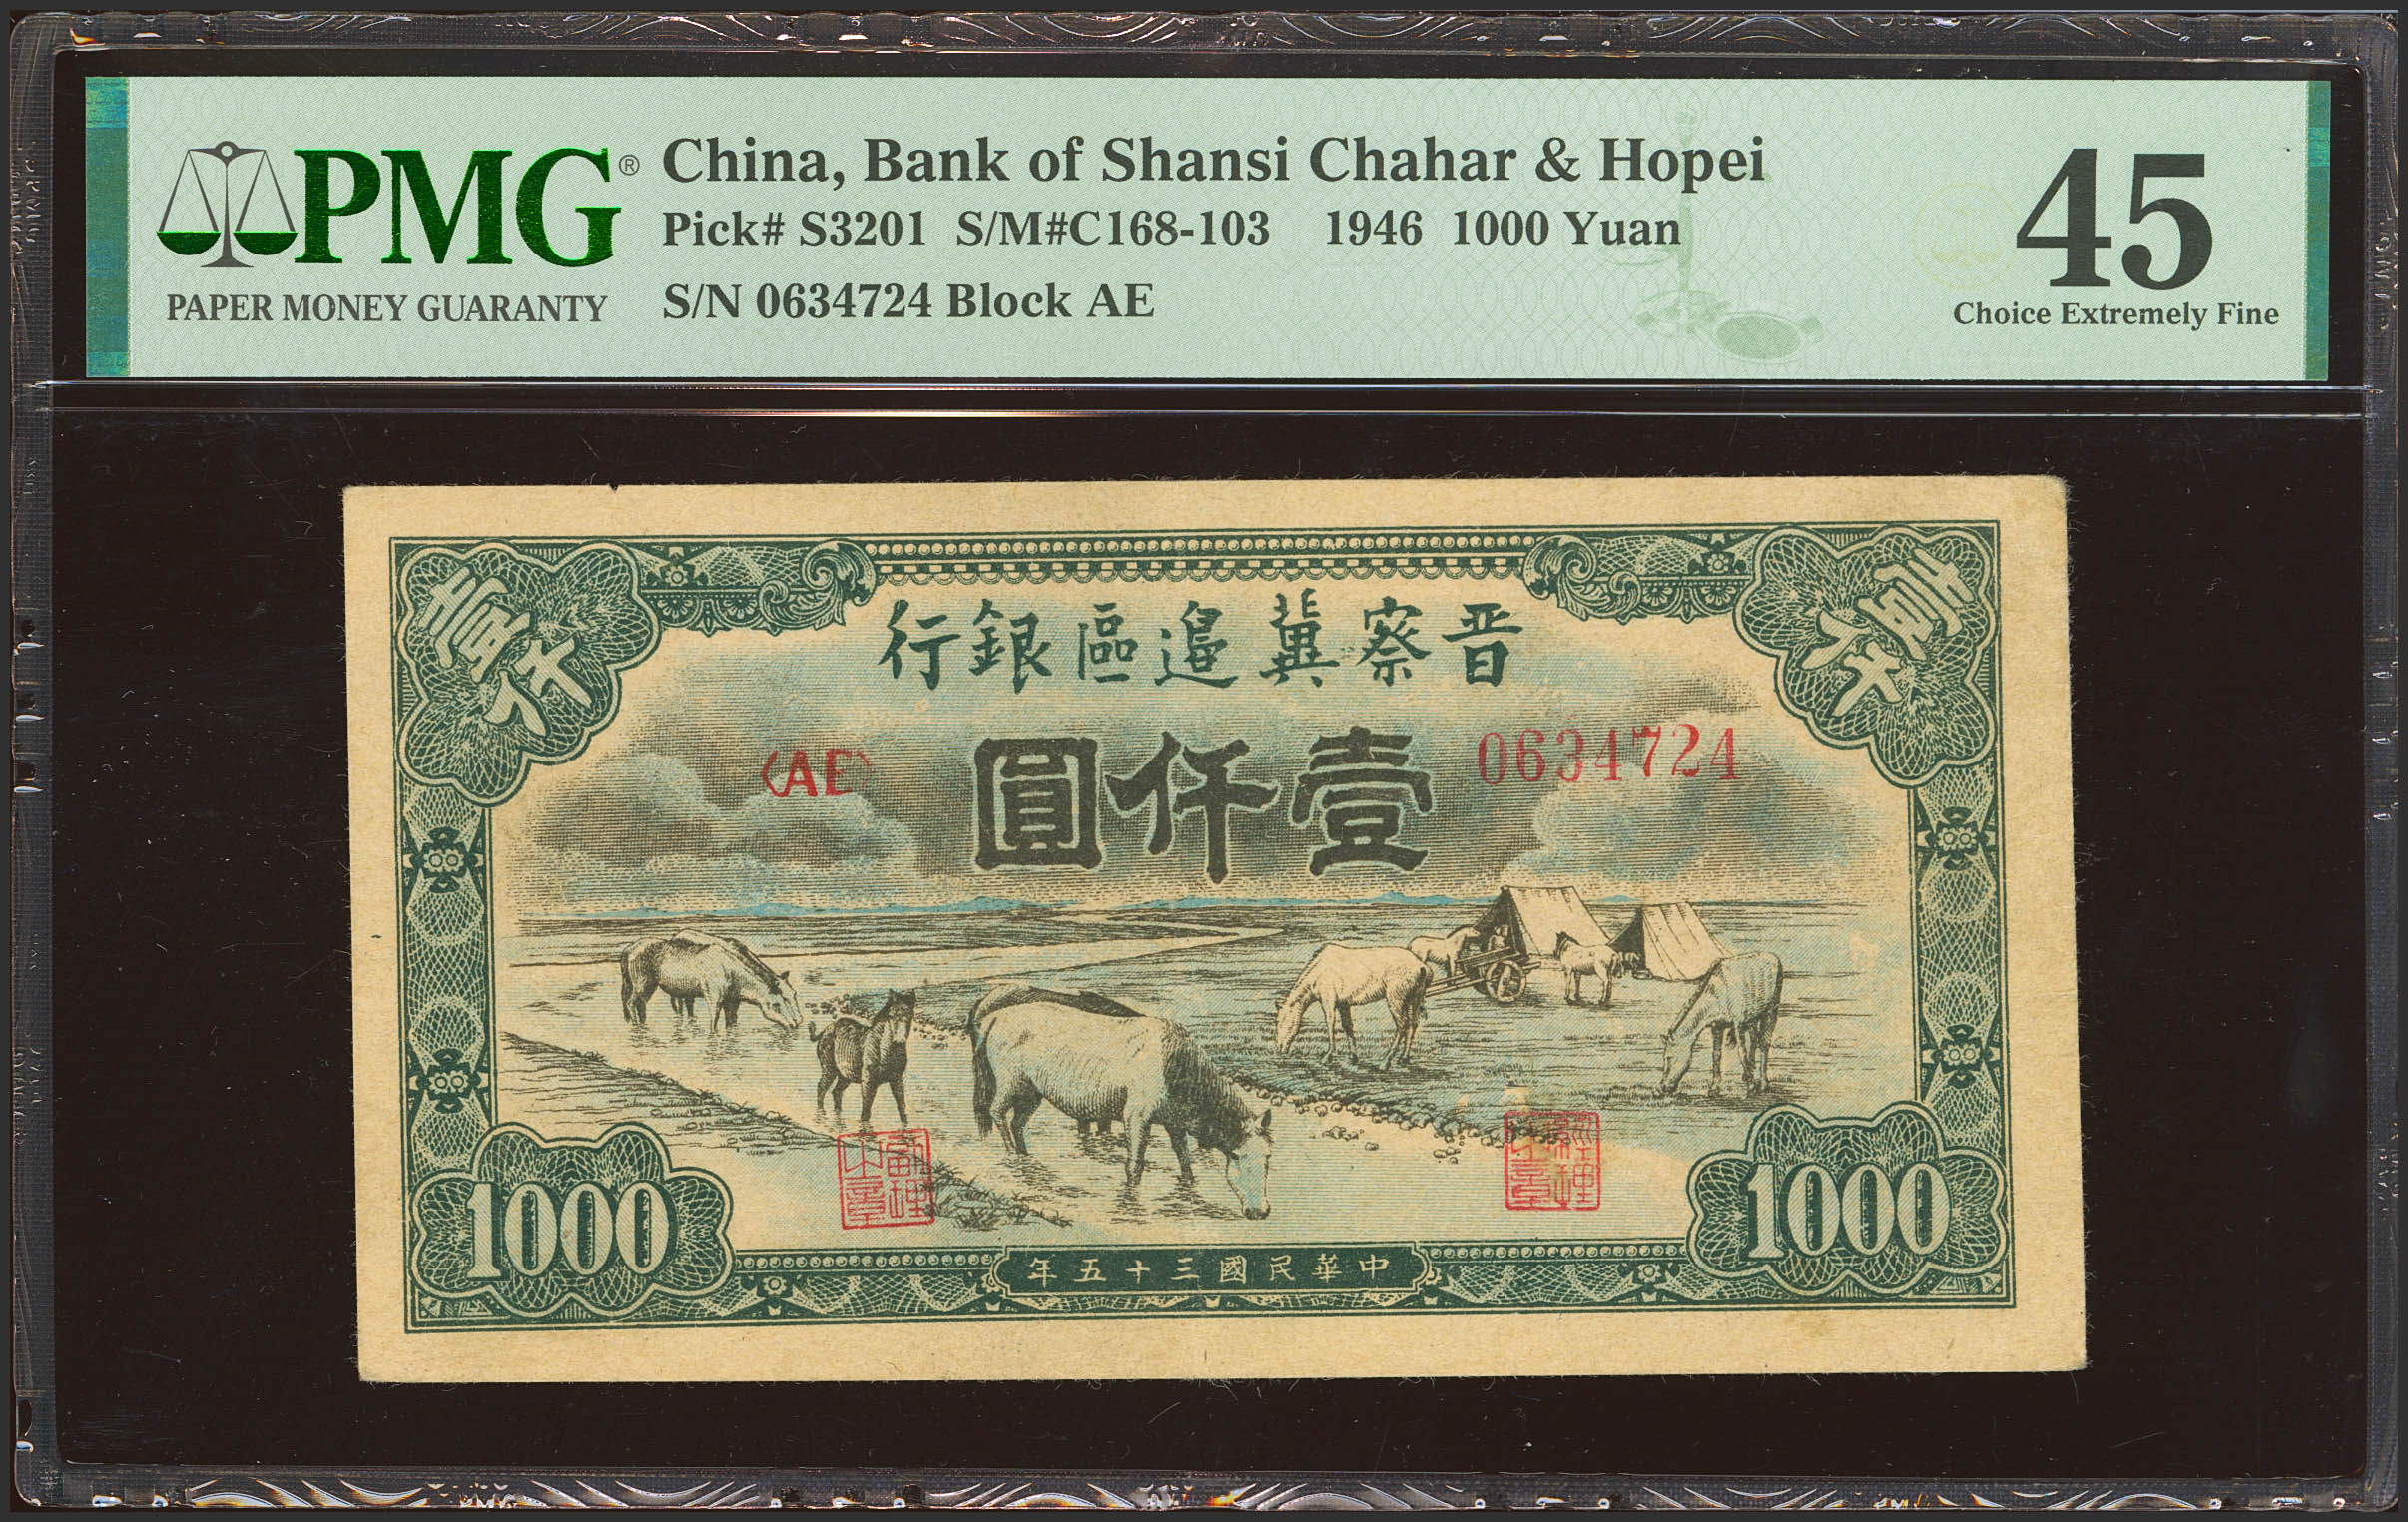 PMG®
PAPER MONEY GUARANTY
China, Bank of Shansi Chahar & Hopei
Pick# S3201 S/M#C168-103 1946 1000 Yuan
S/N 0634724 Block AE
45
Choice Extremely Fine
壹仟
壹仟
晋察冀邊區銀行
壹仟圓
(AE)
0634724
1000
1000
中華民國三十五年